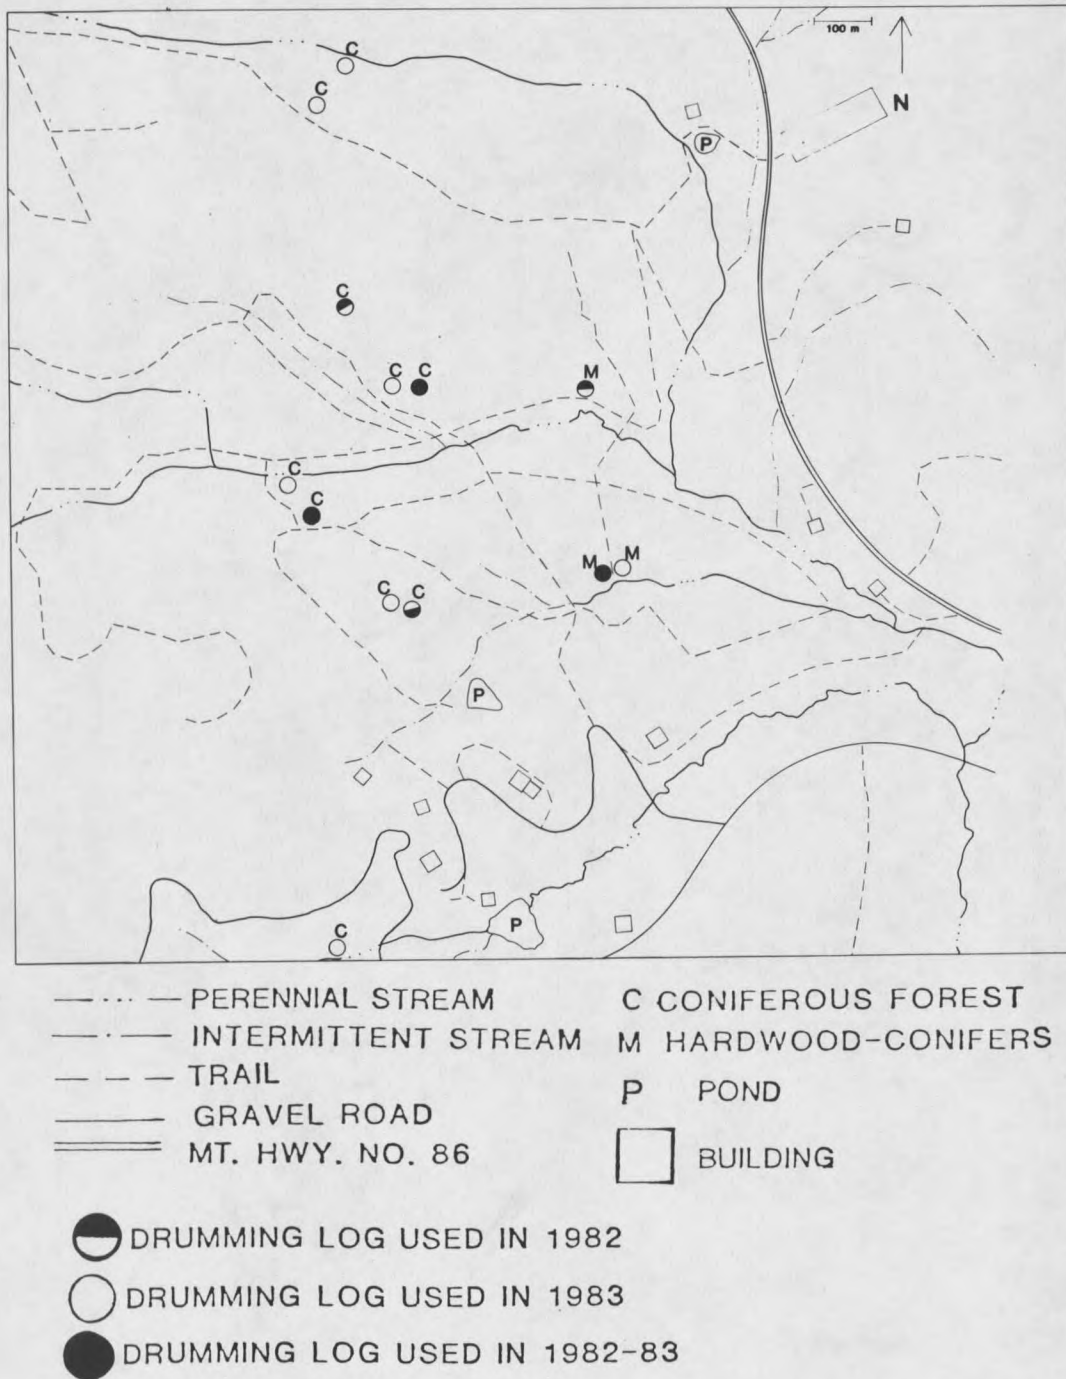 100 m
N
C
C
P
C
C C
M
C
C
M M
C C
P
P
C
PERENNIAL STREAM
INTERMITTENT STREAM
TRAIL
GRAVEL ROAD
MT. HWY. NO. 86
C CONIFEROUS FOREST
M HARDWOOD-CONIFERS
P POND
BUILDING
DRUMMING LOG USED IN 1982
DRUMMING LOG USED IN 1983
DRUMMING LOG USED IN 1982-83